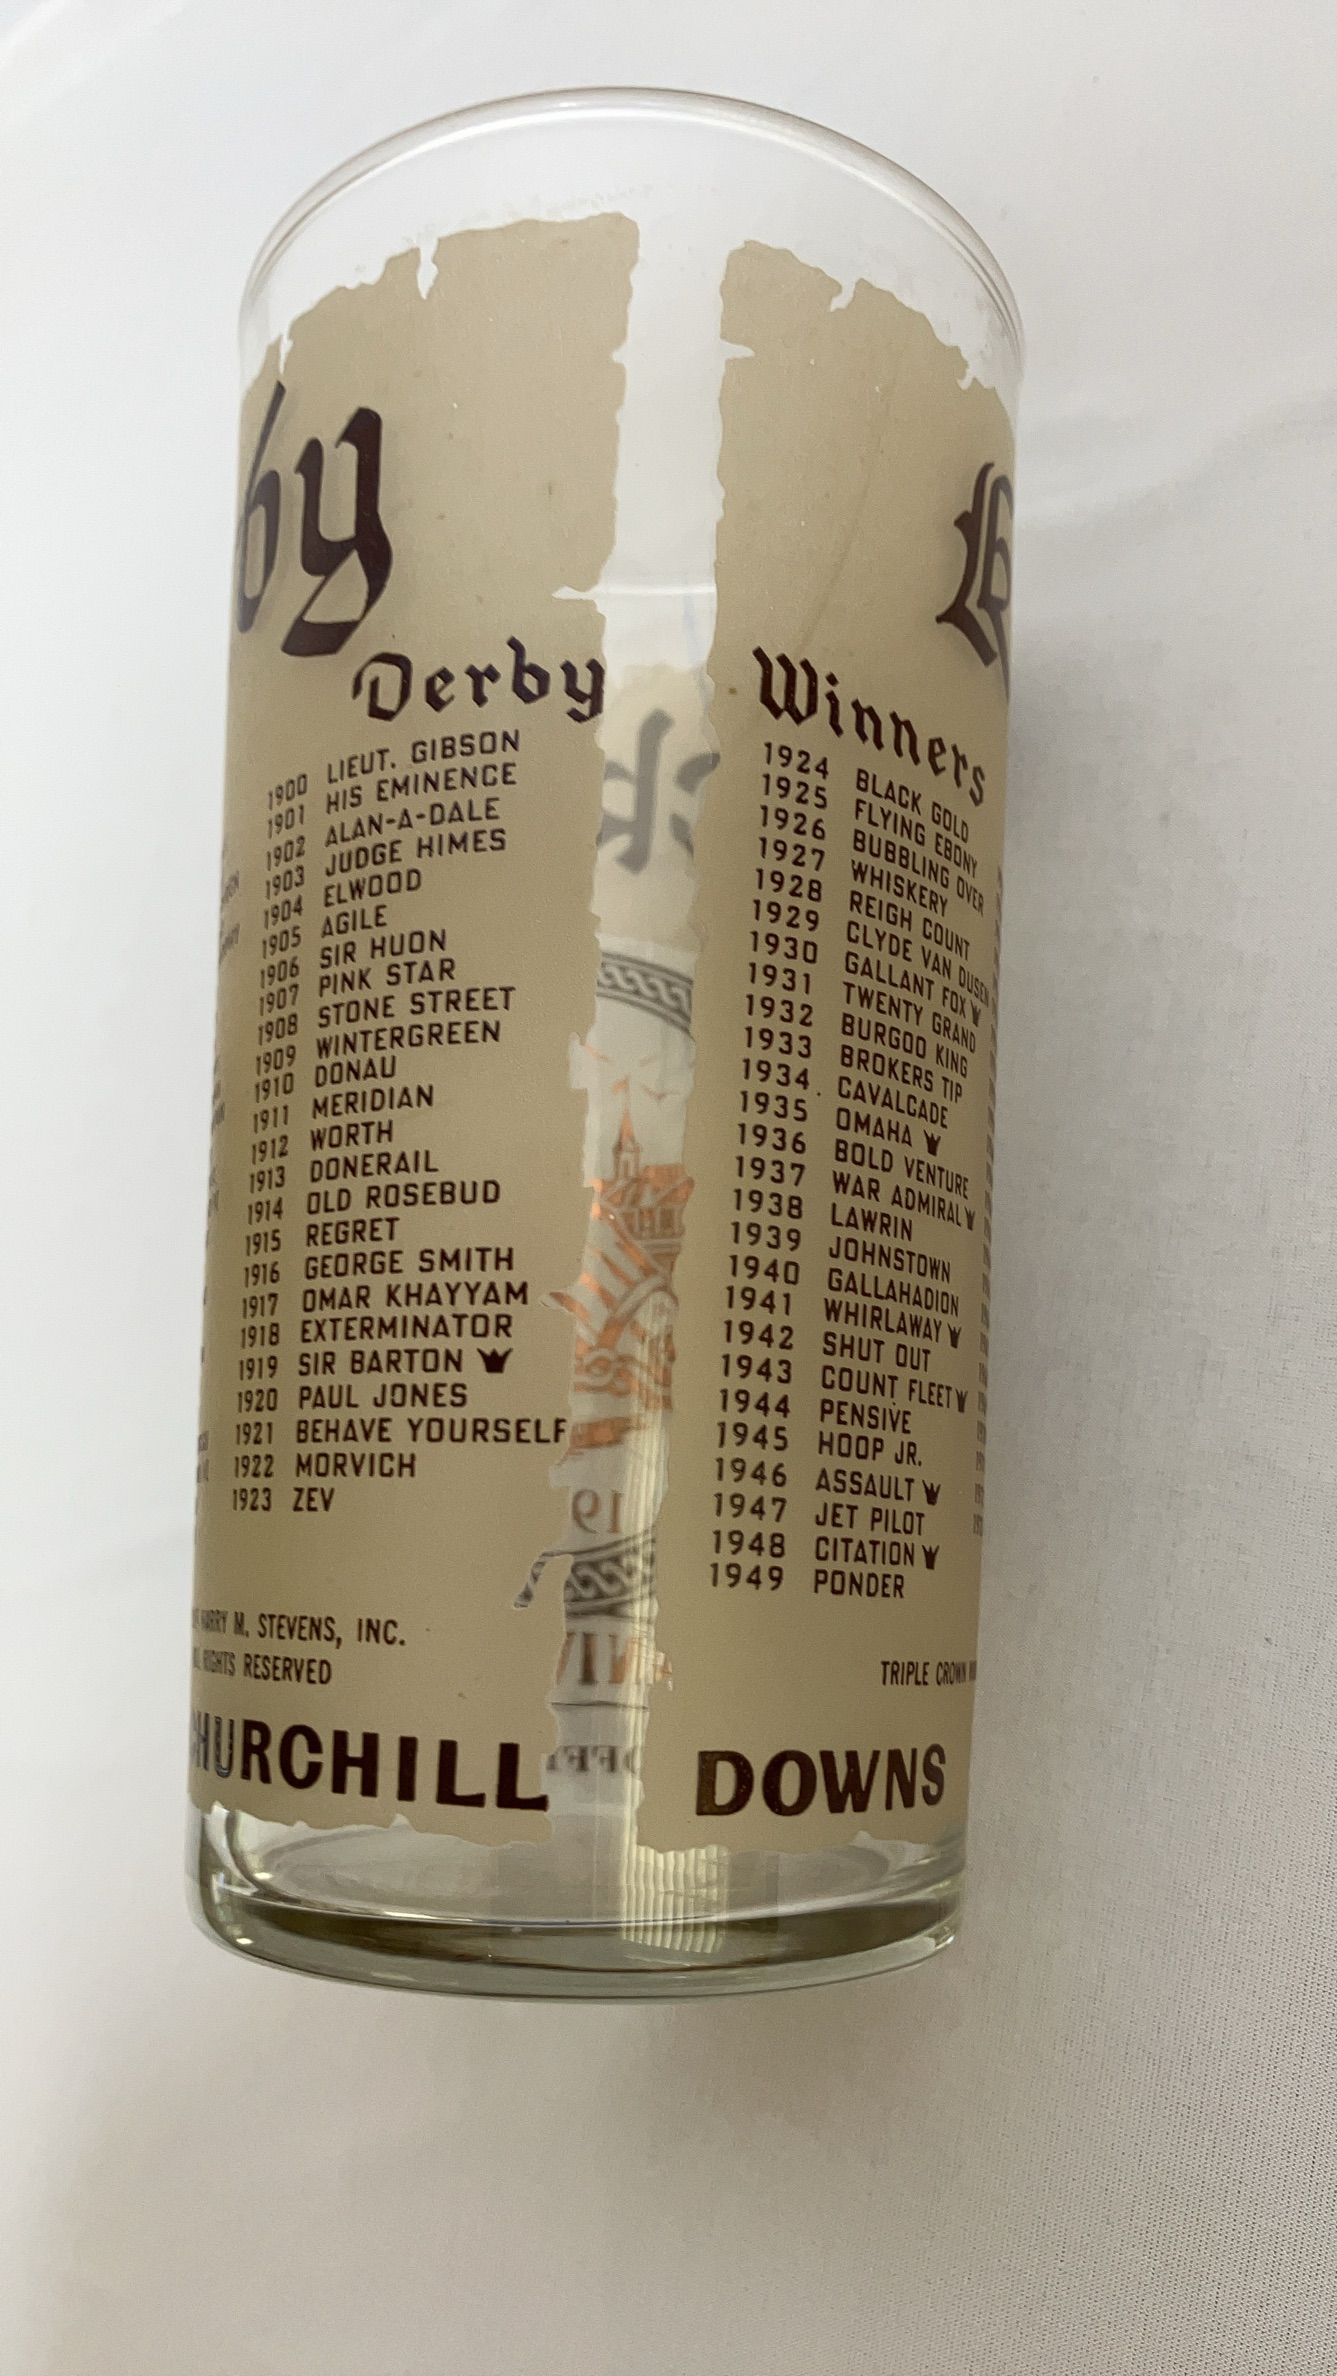 by
Derby
1900 LIEUT. GIBSON
1901 HIS EMINENCE
1902 ALAN-A-DALE
1903 JUDGE HIMES
1904 ELWOOD
1905 AGILE
1906 SIR HUON
1907 PINK STAR
1908 STONE STREET
1909 WINTERGREEN
1910 DONAU
1911 MERIDIAN
1912 WORTH
1913 DONERAIL
1914 OLD ROSEBUD
1915 REGRET
1916 GEORGE SMITH
1917 OMAR KHAYYAM
1918 EXTERMINATOR
1919 SIR BARTON
1920 PAUL JONES
1921 BEHAVE YOURSELF
1922 MORVICH
1923 ZEV
HARRY M. STEVENS, INC.
RIGHTS RESERVED
CHURCHILL
Winners
1924 BLACK GOLD
1925 FLYING EBONY
1926 BUBBLING OVER
1927 WHISKERY
1928 REIGH COUNT
1929 CLYDE VAN DUSEN
1930 GALLANT FOX
1931 TWENTY GRAND
1932 BURGOO KING
1933 BROKERS TIP
1934 CAVALCADE
1935 OMAHA
1936 BOLD VENTURE
1937 WAR ADMIRAL
1938 LAWRIN
1939 JOHNSTOWN
1940 GALLAHADION
1941 WHIRLAWAY
1942 SHUT OUT
1943 COUNT FLEET
1944 PENSIVE
1945 HOOP JR.
1946 ASSAULT
1947 JET PILOT
1948 CITATION
1949 PONDER
TRIPLE CROWN
DOWNS